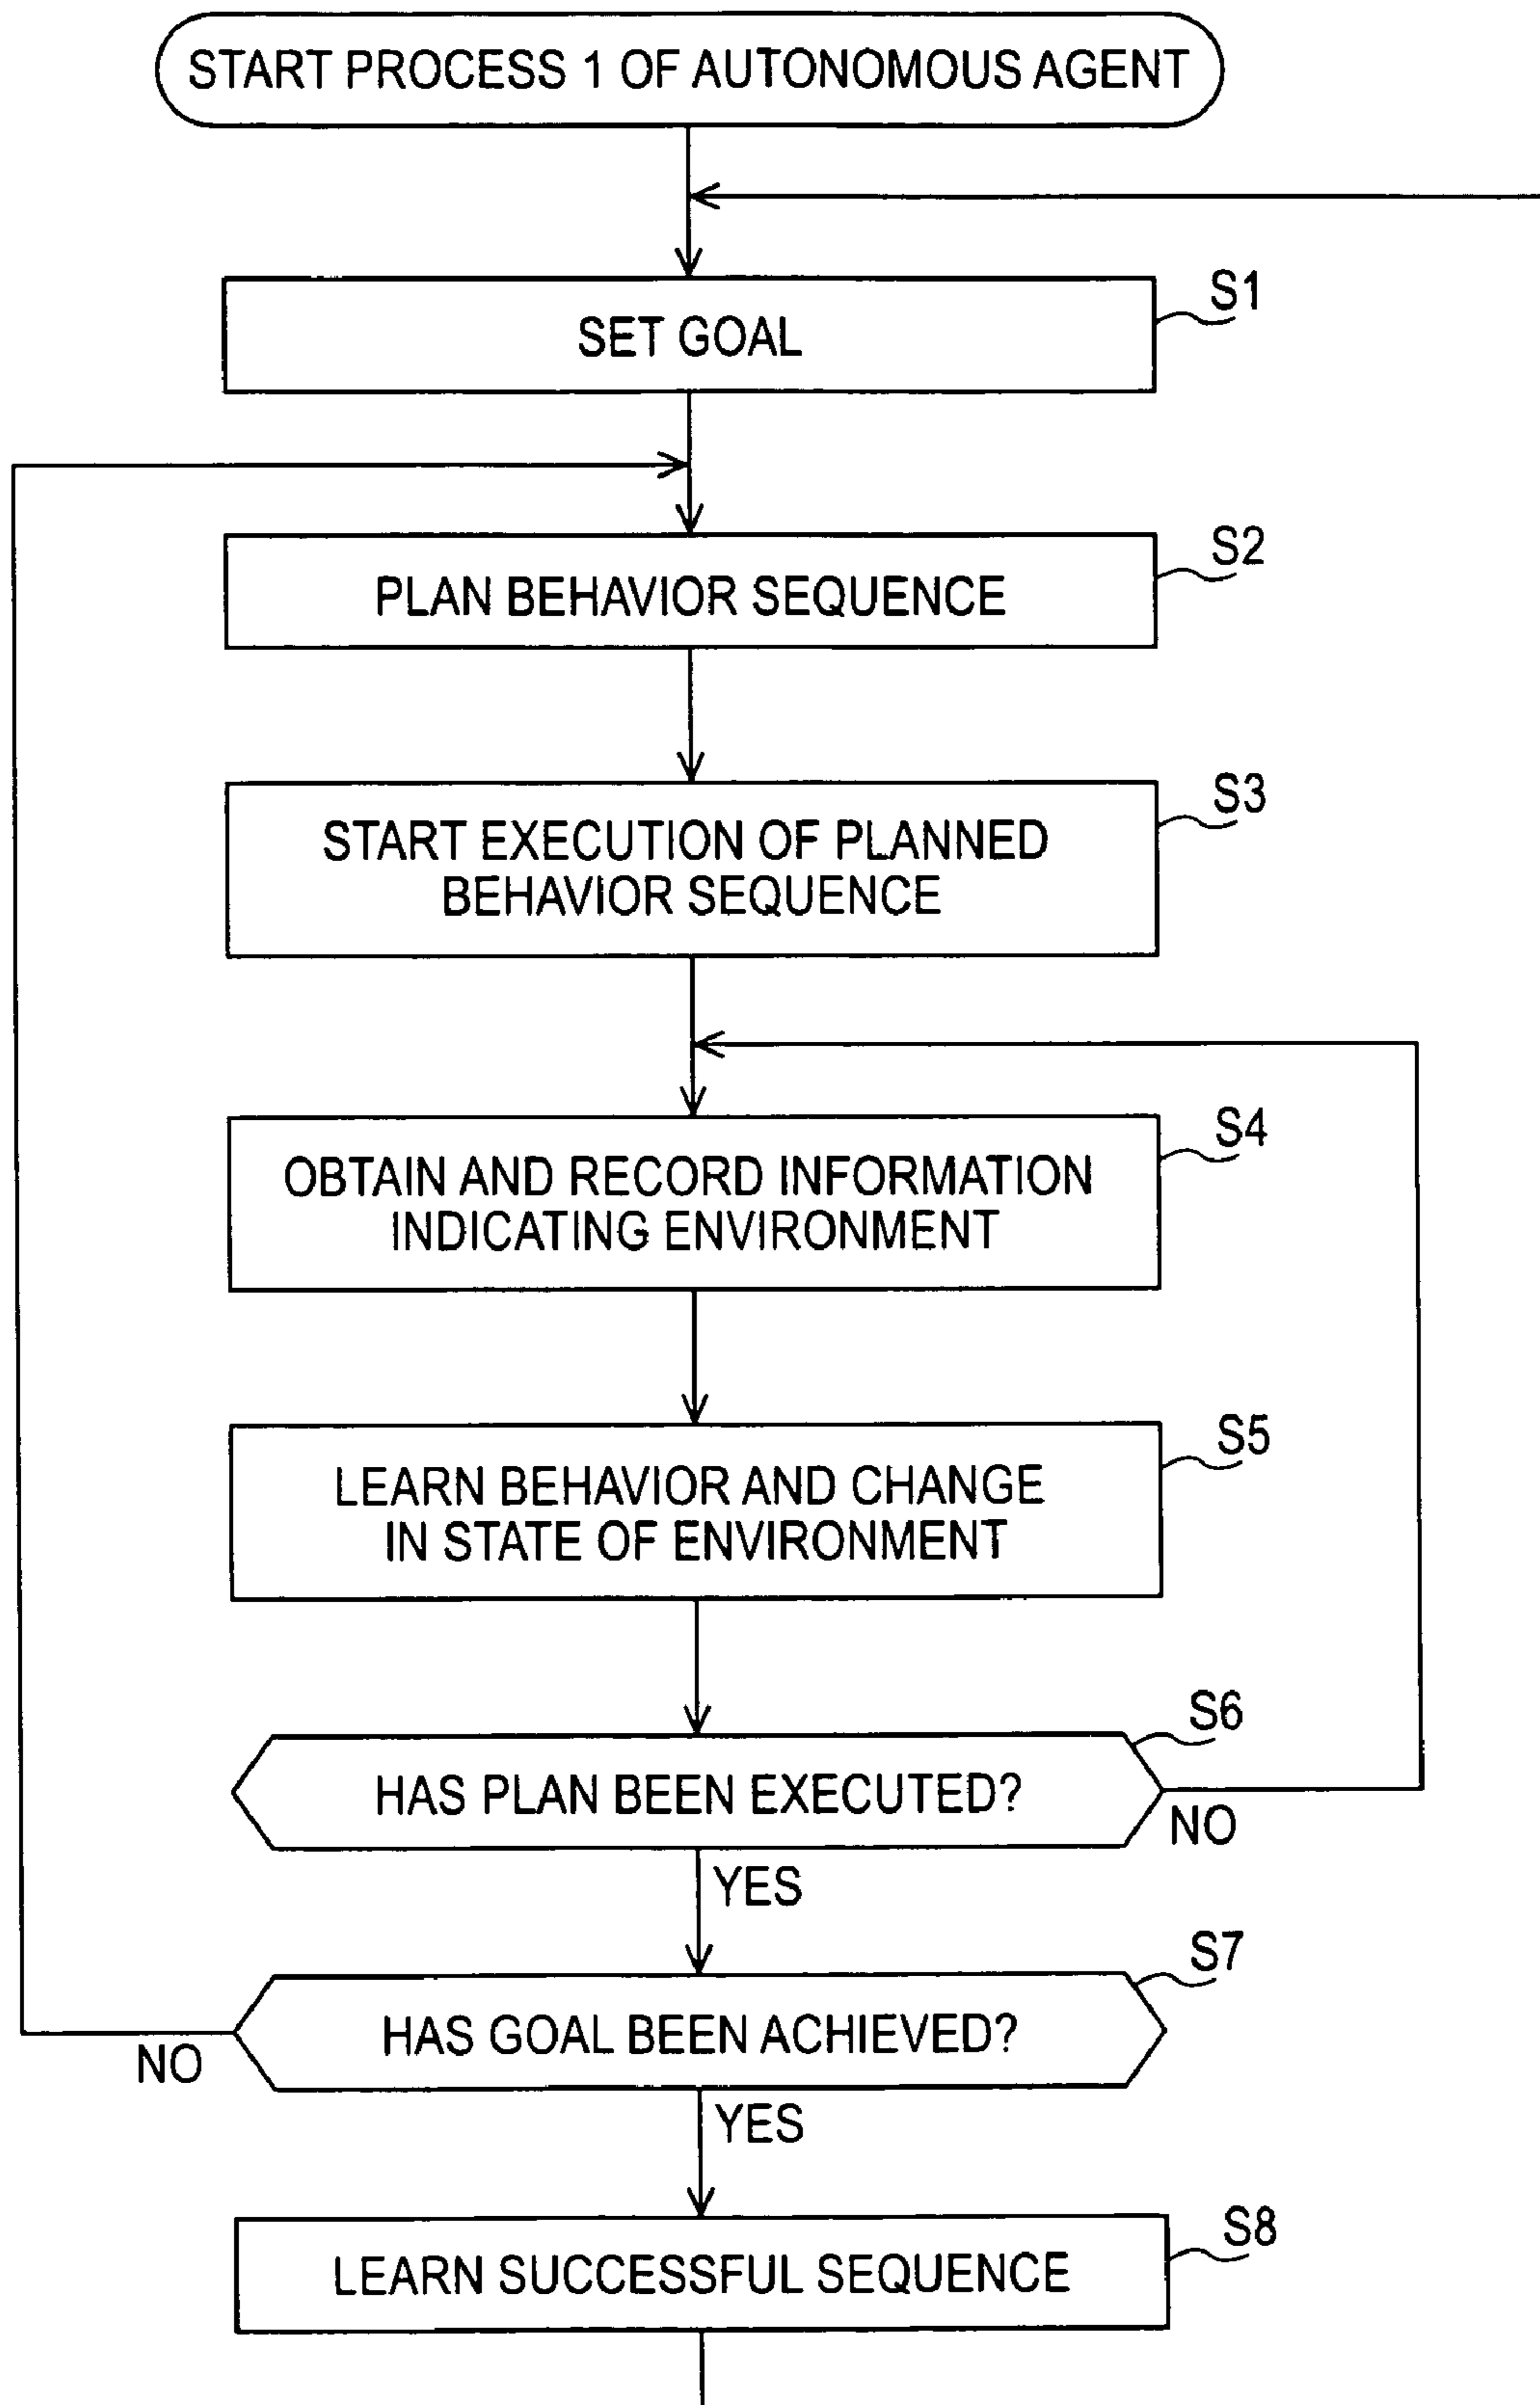 START PROCESS 1 OF AUTONOMOUS AGENT
S1
SET GOAL
S2
PLAN BEHAVIOR SEQUENCE
S3
START EXECUTION OF PLANNED
BEHAVIOR SEQUENCE
S4
OBTAIN AND RECORD INFORMATION
INDICATING ENVIRONMENT
S5
LEARN BEHAVIOR AND CHANGE
IN STATE OF ENVIRONMENT
S6
HAS PLAN BEEN EXECUTED?
NO
YES
S7
HAS GOAL BEEN ACHIEVED?
NO
YES
S8
LEARN SUCCESSFUL SEQUENCE